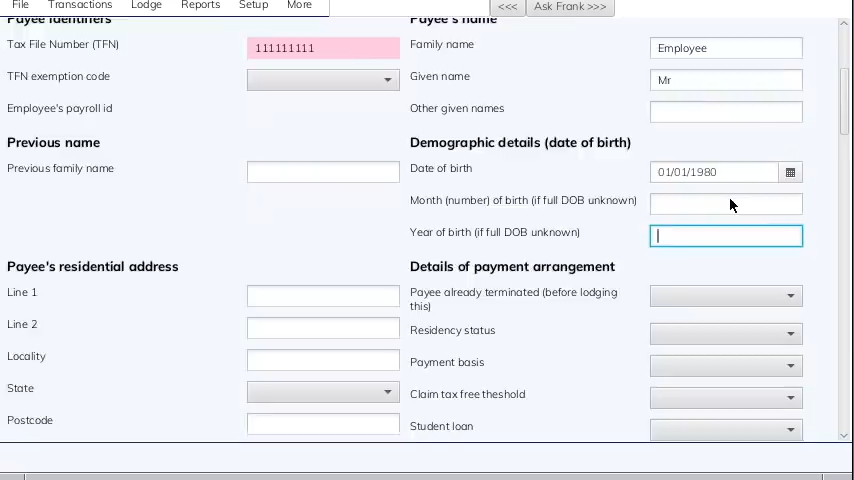 File Transactions Lodge Reports Setup More <<< Ask Frank >>>
Payee identifiers
Tax File Number (TFN) 111111111
TFN exemption code
Employee's payroll id
Previous name
Previous family name
Payee's residential address
Line 1
Line 2
Locality
State
Postcode
Payee's name
Family name Employee
Given name Mr
Other given names
Demographic details (date of birth)
Date of birth 01/01/1980
Month (number) of birth (if full DOB unknown)
Year of birth (if full DOB unknown)
Details of payment arrangement
Payee already terminated (before lodging
this)
Residency status
Payment basis
Claim tax free theshold
Student loan